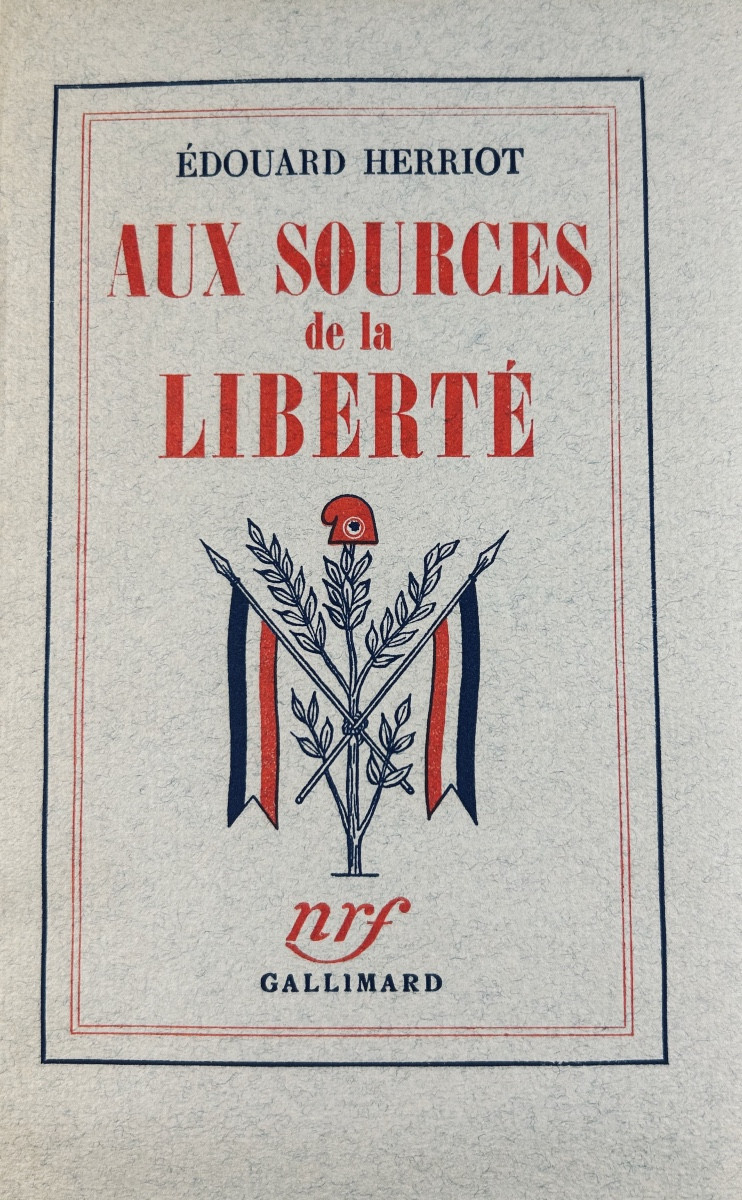 ÉDOUARD HERRIOT
AUX SOURCES
de la
LIBERTÉ
nrf
GALLIMARD